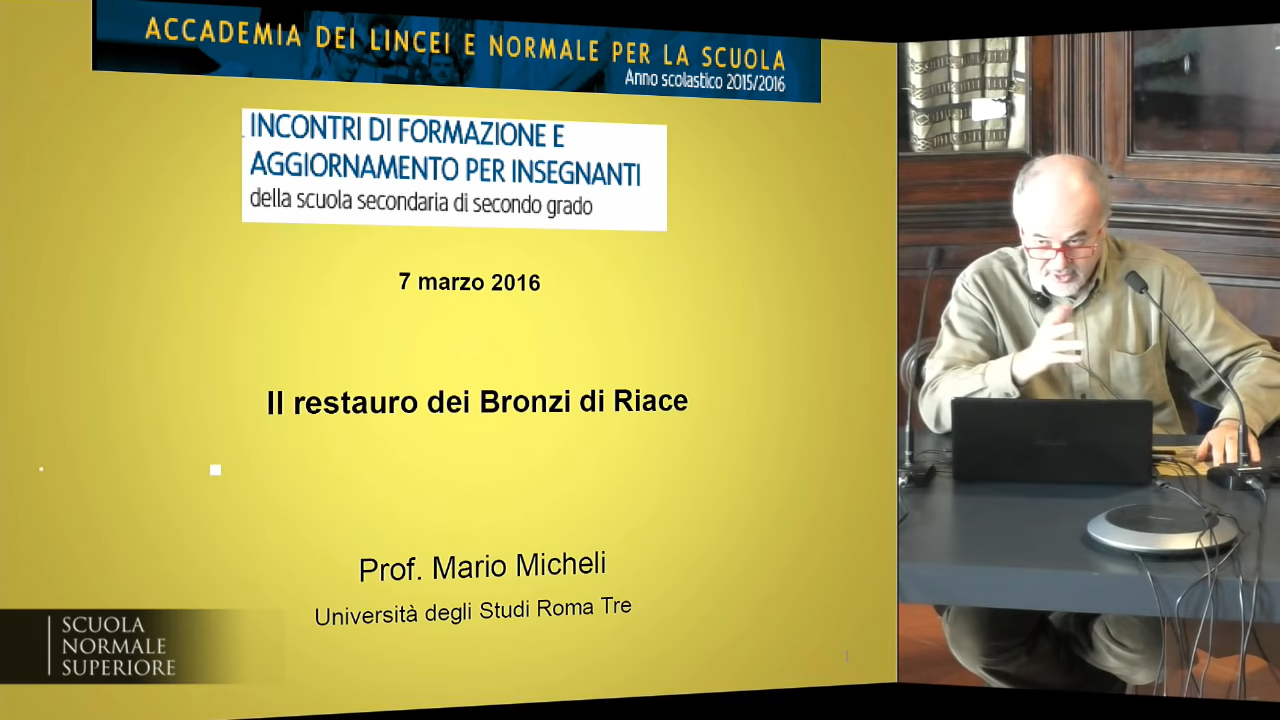 ACCADEMIA DEI LINCEI E NORMALE PER LA SCUOLA
Anno scolastico 2015/2016
INCONTRI DI FORMAZIONE E
AGGIORNAMENTO PER INSEGNANTI
della scuola secondaria di secondo grado
7 marzo 2016
Il restauro dei Bronzi di Riace
Prof. Mario Micheli
Università degli Studi Roma Tre
1
SCUOLA
NORMALE
SUPERIORE